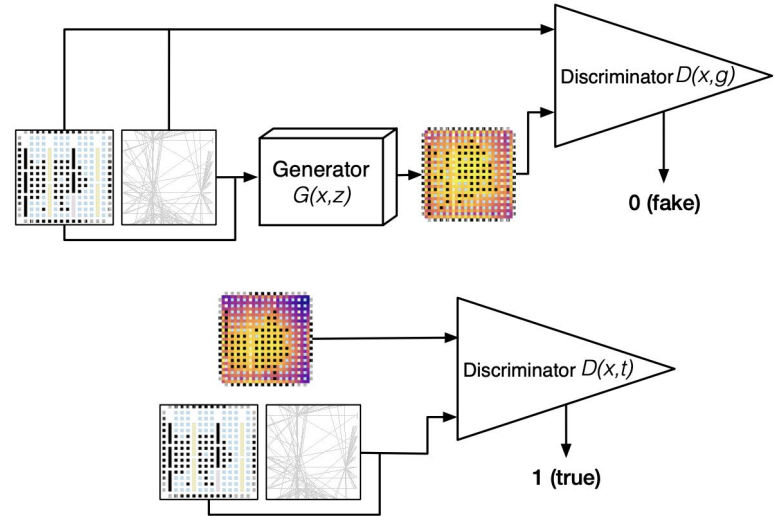 Discriminator D(x,g)
Generator
G(x,z)
0 (fake)
Discriminator D(x,t)
1 (true)